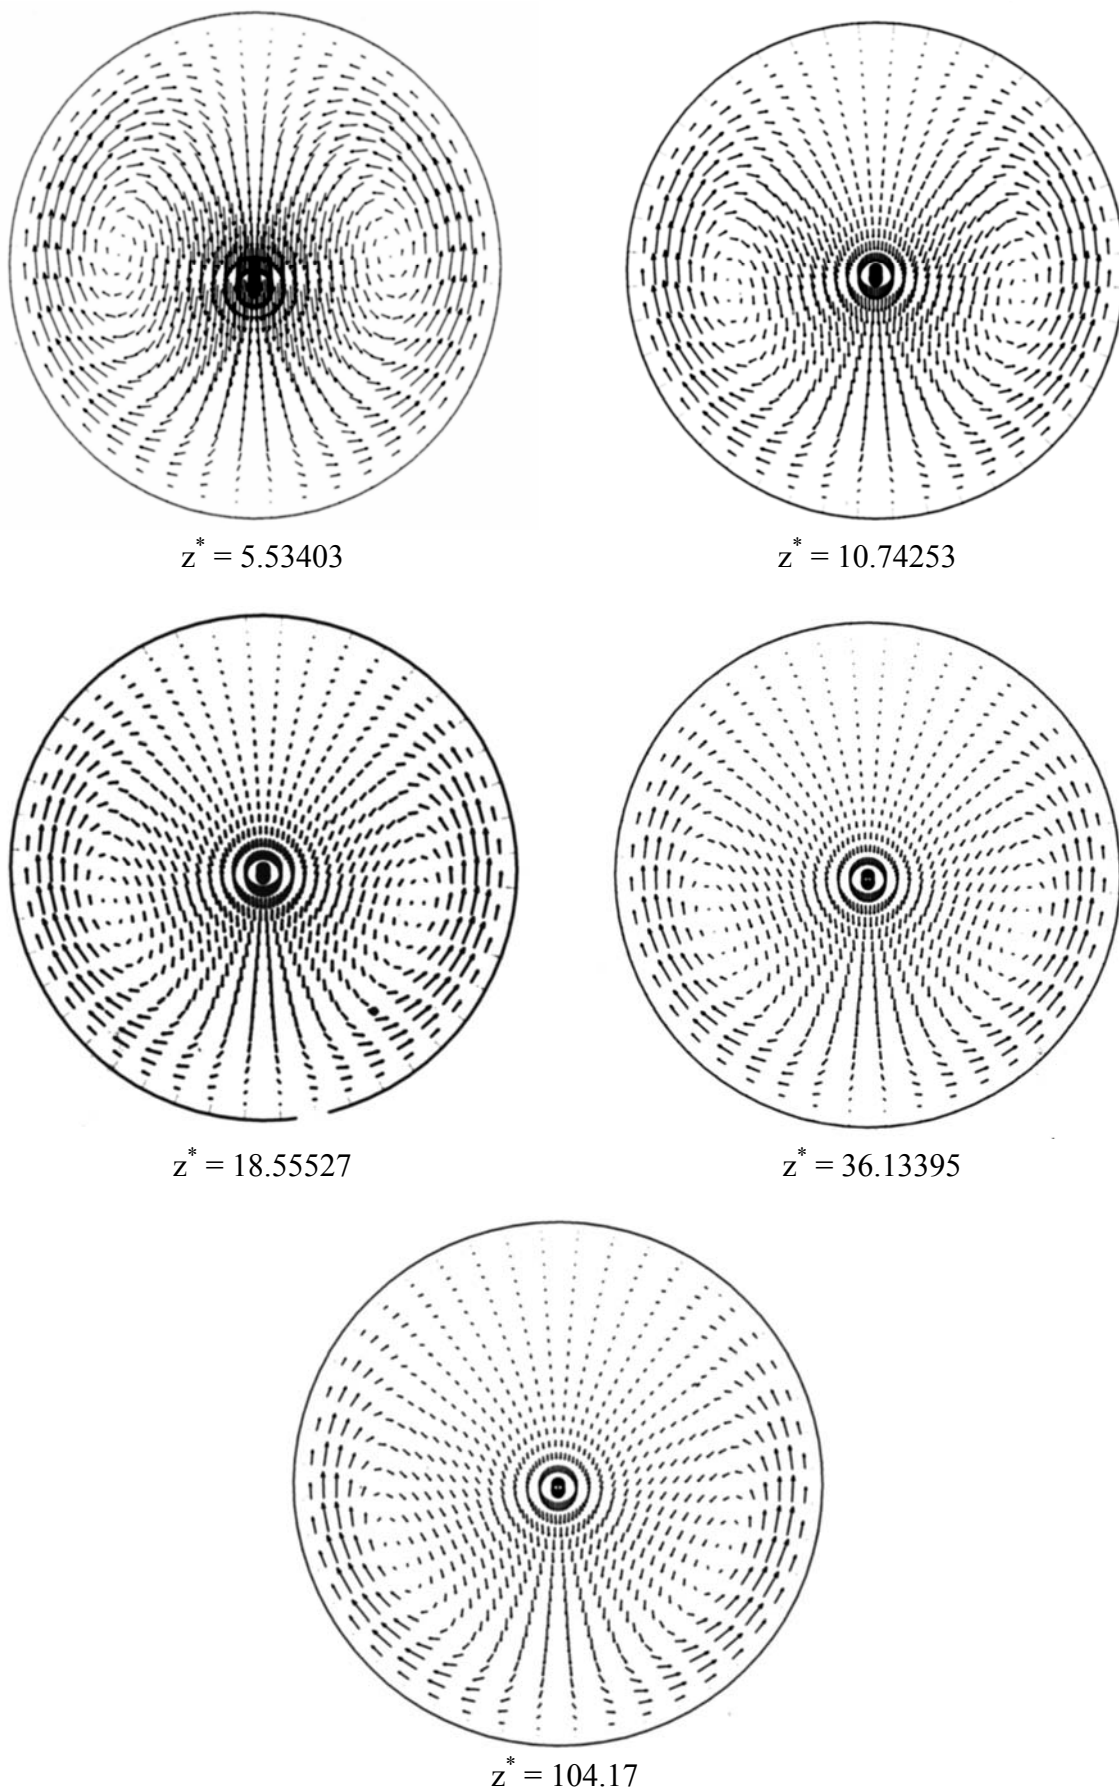 z* = 5.53403
z* = 10.74253
z* = 18.55527
z* = 36.13395
z* = 104.17